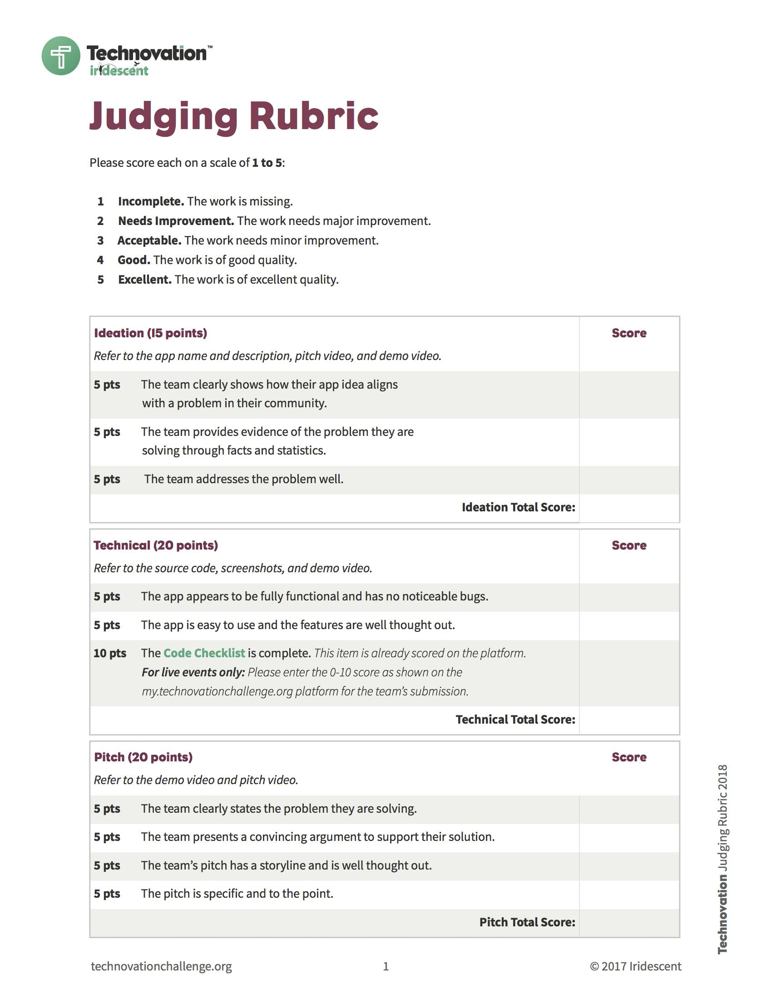 Technovation™
iridescent
Judging Rubric
Please score each on a scale of 1 to 5:
1 Incomplete. The work is missing.
2 Needs Improvement. The work needs major improvement.
3 Acceptable. The work needs minor improvement.
4 Good. The work is of good quality.
5 Excellent. The work is of excellent quality.
Ideation (15 points) Score
Refer to the app name and description, pitch video, and demo video.
5 pts The team clearly shows how their app idea aligns
with a problem in their community.
5 pts The team provides evidence of the problem they are
solving through facts and statistics.
5 pts The team addresses the problem well.
Ideation Total Score:
Technical (20 points) Score
Refer to the source code, screenshots, and demo video.
5 pts The app appears to be fully functional and has no noticeable bugs.
5 pts The app is easy to use and the features are well thought out.
10 pts The Code Checklist is complete. This item is already scored on the platform.
For live events only: Please enter the 0-10 score as shown on the
my.technovationchallenge.org platform for the team's submission.
Technical Total Score:
Pitch (20 points) Score
Refer to the demo video and pitch video.
5 pts The team clearly states the problem they are solving.
5 pts The team presents a convincing argument to support their solution.
5 pts The team's pitch has a storyline and is well thought out.
5 pts The pitch is specific and to the point.
Pitch Total Score:
Technovation Judging Rubric 2018
technovationchallenge.org 1 © 2017 Iridescent